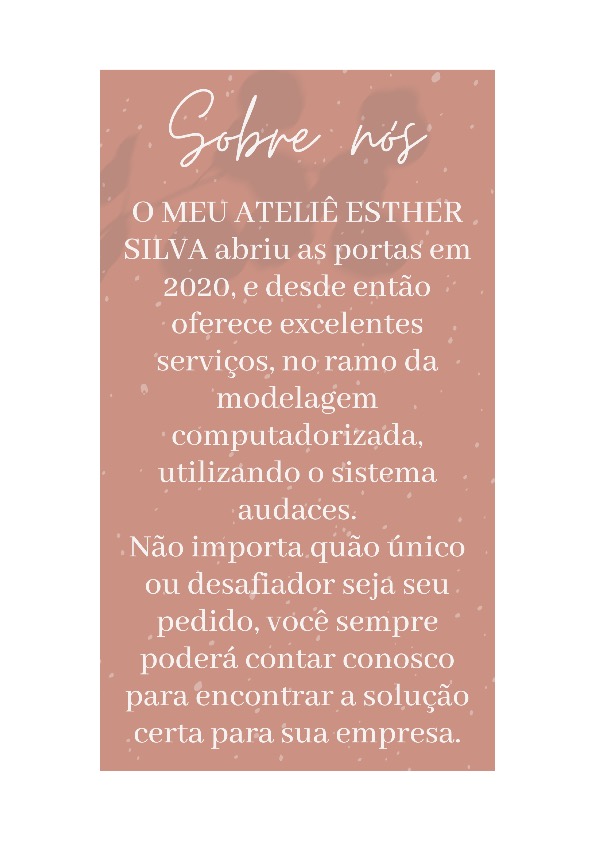 Sobre nós
O MEU ATELIÊ ESTHER
SILVA abriu as portas em
2020, e desde então
oferece excelentes
serviços, no ramo da
modelagem
computadorizada,
utilizando o sistema
audaces.
Não importa quão único
ou desafiador seja seu
pedido, você sempre
poderá contar conosco
para encontrar a solução
certa para sua empresa.